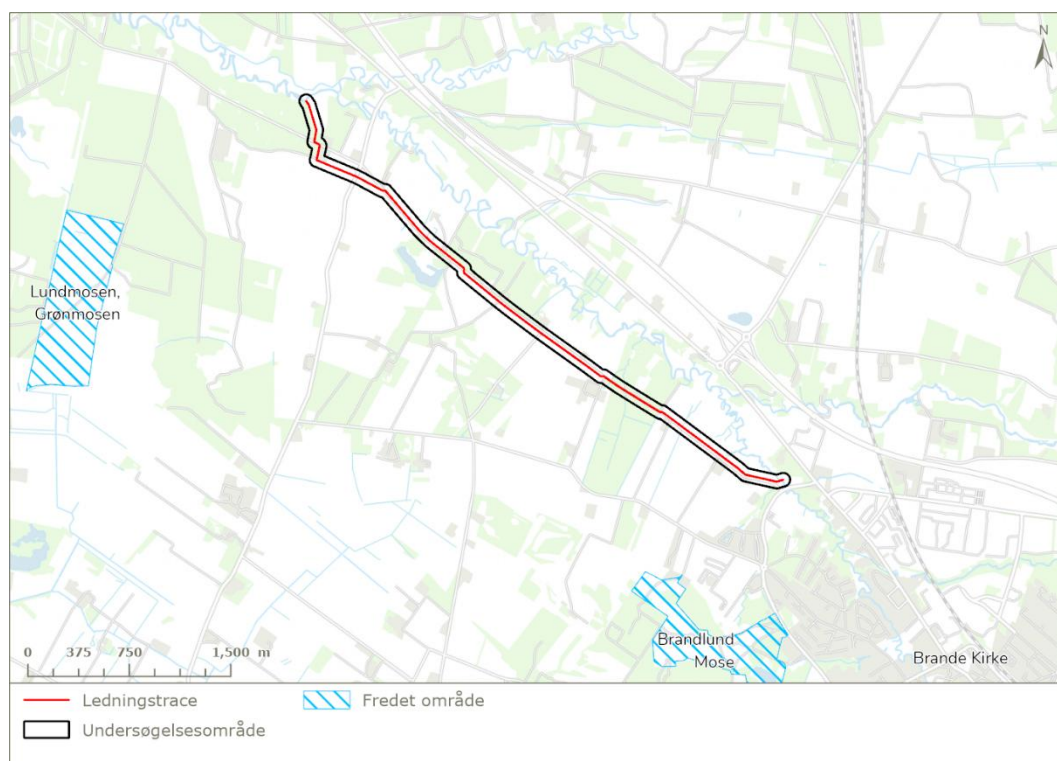 N
Lundmosen,
Grønmosen
Brandlund
Mose
Brande Kirke
0 375 750 1,500 m
Ledningstrace
Fredet område
Undersøgelsesområde